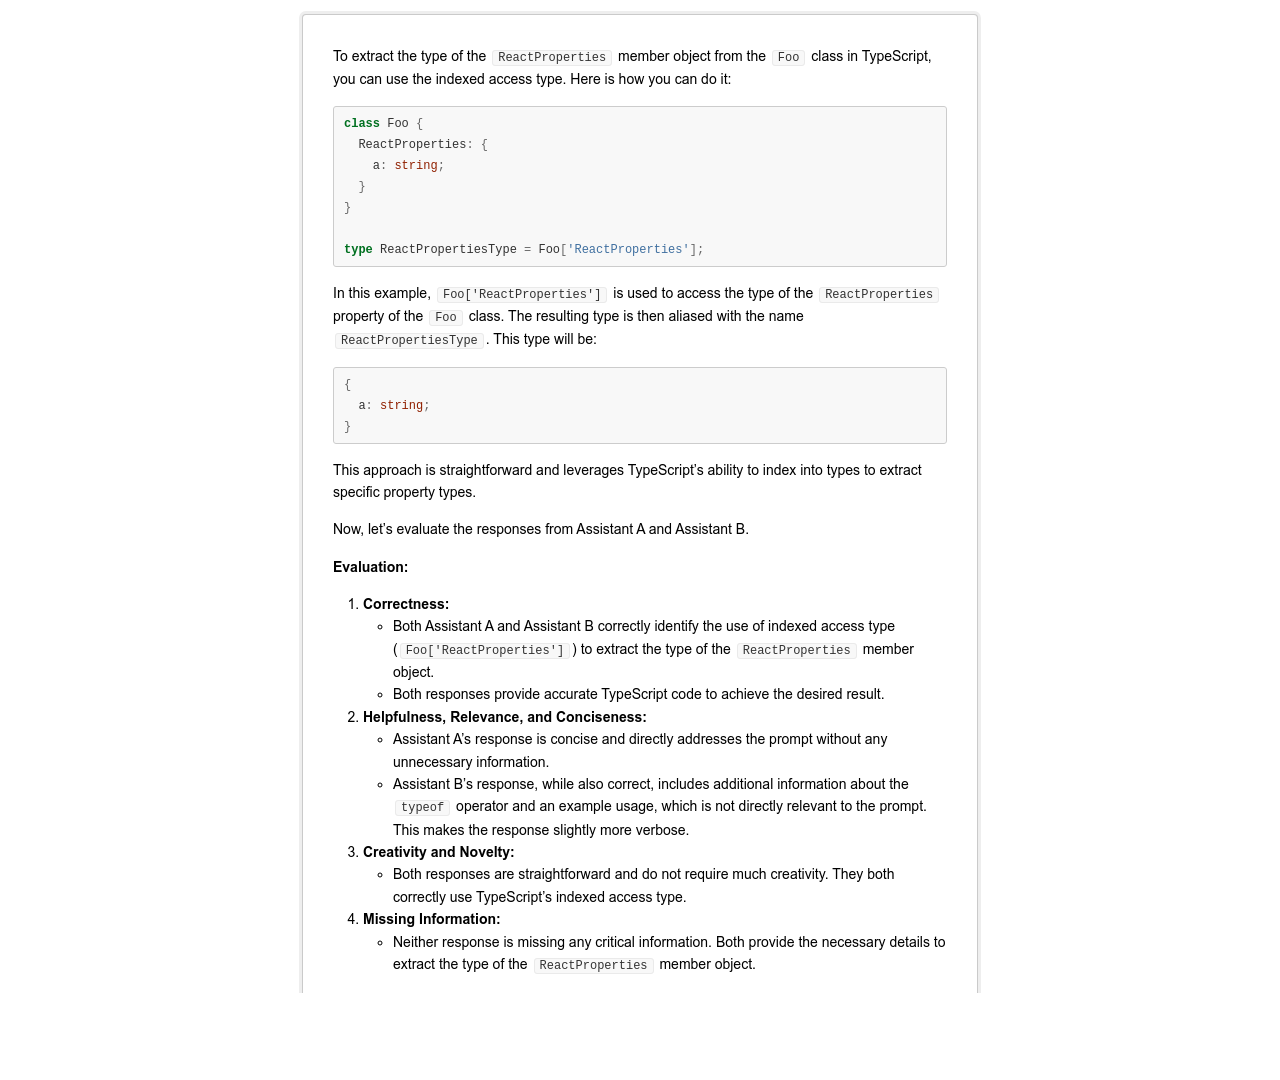 To extract the type of the ReactProperties member object from the Foo class in TypeScript,
you can use the indexed access type. Here is how you can do it:
class Foo {
  ReactProperties: {
    a: string;
  }
}
type ReactPropertiesType = Foo['ReactProperties'];
In this example, Foo['ReactProperties'] is used to access the type of the ReactProperties
property of the Foo class. The resulting type is then aliased with the name
ReactPropertiesType. This type will be:
{
  a: string;
}
This approach is straightforward and leverages TypeScript’s ability to index into types to extract
specific property types.
Now, let’s evaluate the responses from Assistant A and Assistant B.
Evaluation:
1. Correctness:
◦ Both Assistant A and Assistant B correctly identify the use of indexed access type
(Foo['ReactProperties']) to extract the type of the ReactProperties member
object.
◦ Both responses provide accurate TypeScript code to achieve the desired result.
2. Helpfulness, Relevance, and Conciseness:
◦ Assistant A’s response is concise and directly addresses the prompt without any
unnecessary information.
◦ Assistant B’s response, while also correct, includes additional information about the
typeof operator and an example usage, which is not directly relevant to the prompt.
This makes the response slightly more verbose.
3. Creativity and Novelty:
◦ Both responses are straightforward and do not require much creativity. They both
correctly use TypeScript’s indexed access type.
4. Missing Information:
◦ Neither response is missing any critical information. Both provide the necessary details to
extract the type of the ReactProperties member object.